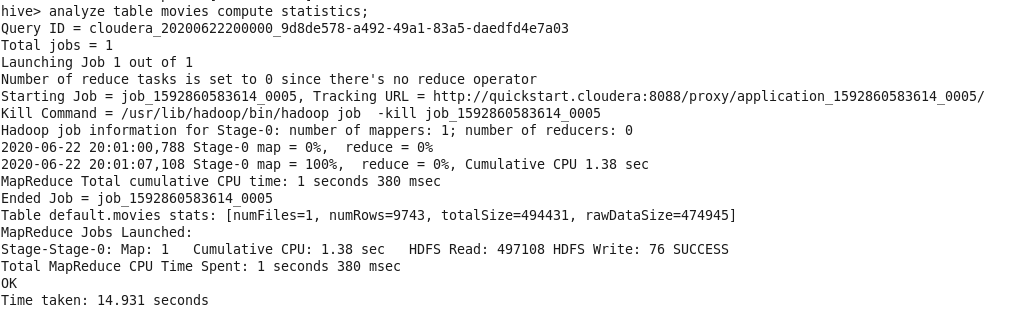 hive> analyze table movies compute statistics;
Query ID = cloudera_20200622200000_9d8de578-a492-49a1-83a5-daedfd4e7a03
Total jobs = 1
Launching Job 1 out of 1
Number of reduce tasks is set to 0 since there's no reduce operator
Starting Job = job_1592860583614_0005, Tracking URL = http://quickstart.cloudera:8088/proxy/application_1592860583614_0005/
Kill Command = /usr/lib/hadoop/bin/hadoop job  -kill job_1592860583614_0005
Hadoop job information for Stage-0: number of mappers: 1; number of reducers: 0
2020-06-22 20:01:00,788 Stage-0 map = 0%,  reduce = 0%
2020-06-22 20:01:07,108 Stage-0 map = 100%,  reduce = 0%, Cumulative CPU 1.38 sec
MapReduce Total cumulative CPU time: 1 seconds 380 msec
Ended Job = job_1592860583614_0005
Table default.movies stats: [numFiles=1, numRows=9743, totalSize=494431, rawDataSize=474945]
MapReduce Jobs Launched:
Stage-Stage-0: Map: 1   Cumulative CPU: 1.38 sec   HDFS Read: 497108 HDFS Write: 76 SUCCESS
Total MapReduce CPU Time Spent: 1 seconds 380 msec
OK
Time taken: 14.931 seconds